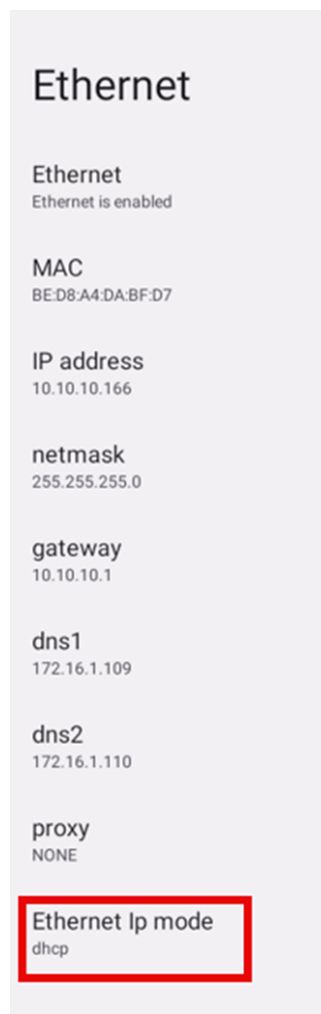 Ethernet
Ethernet
Ethernet is enabled
MAC
BE:D8:A4:DA:BF:D7
IP address
10.10.10.166
netmask
255.255.255.0
gateway
10.10.10.1
dns1
172.16.1.109
dns2
172.16.1.110
proxy
NONE
Ethernet Ip mode
dhcp